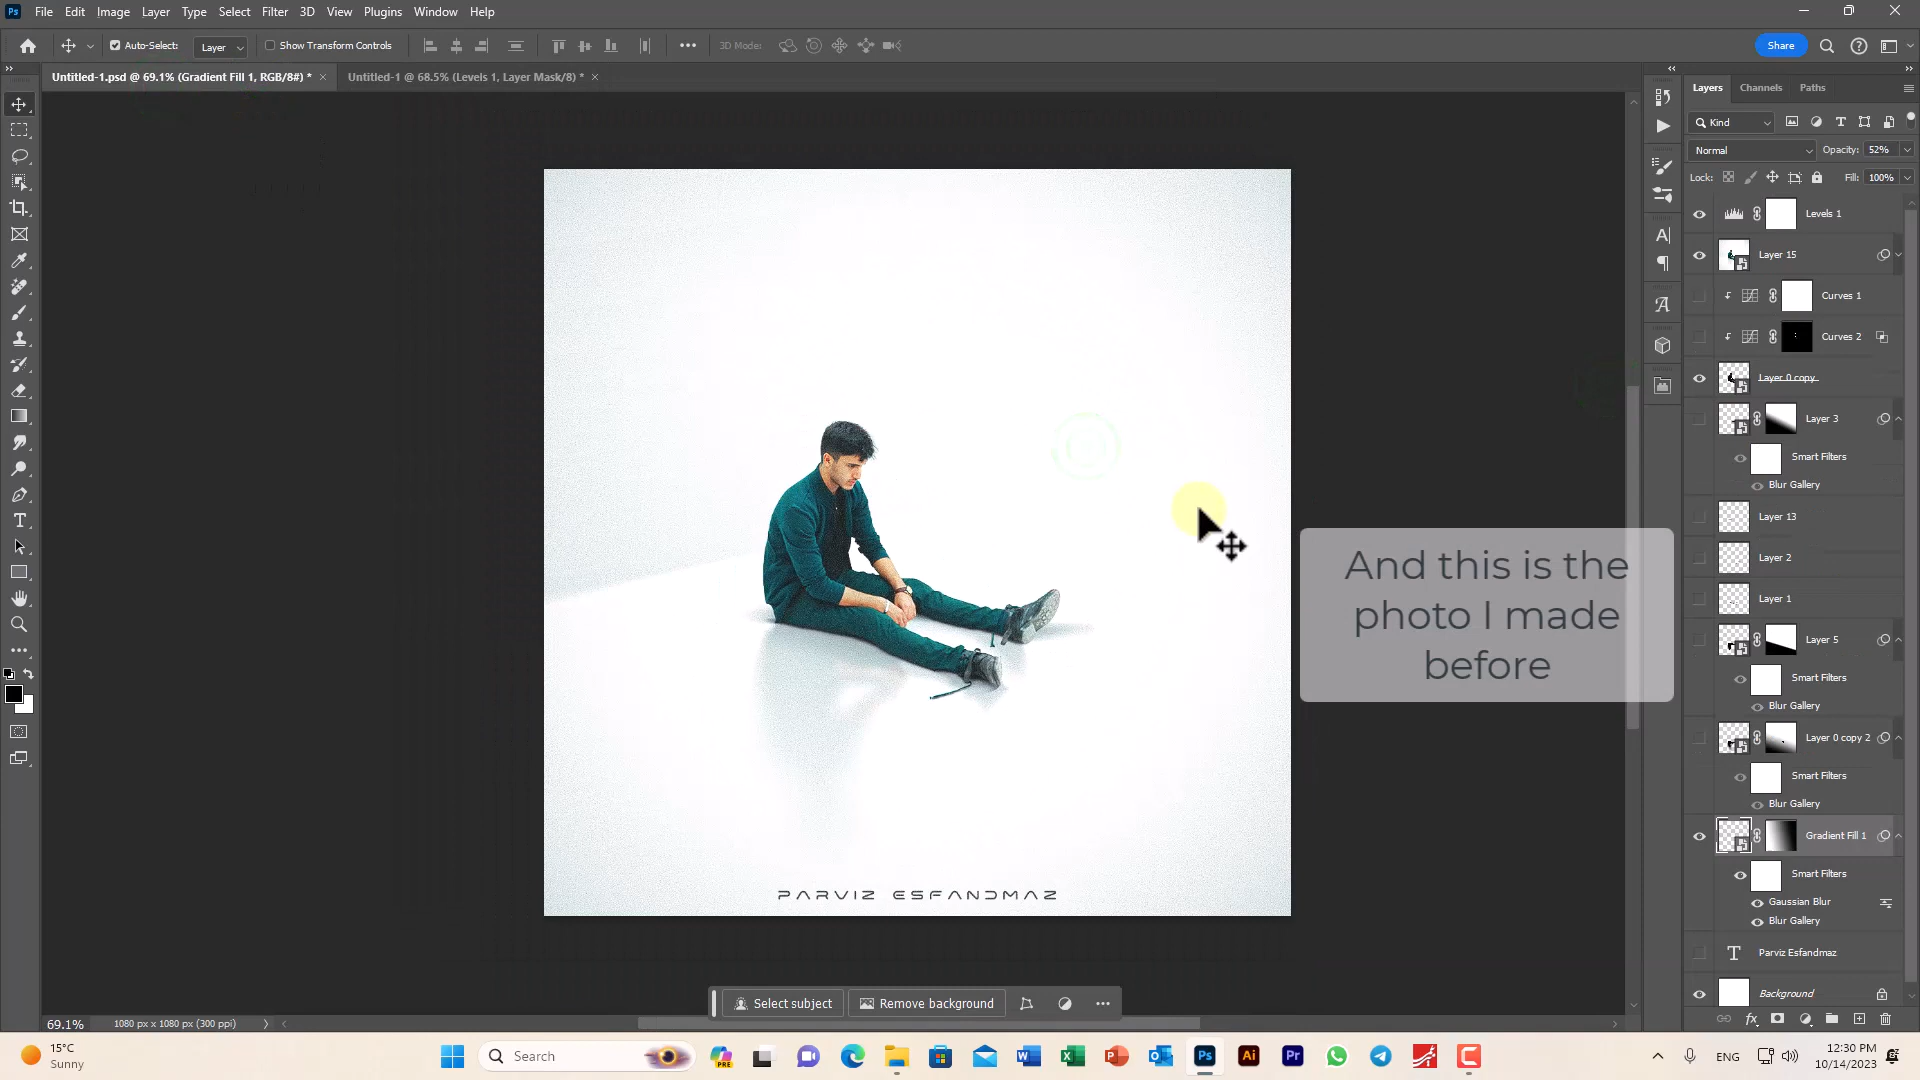 Ps File Edit Image Layer Type Select Filter 3D View Plugins Window Help
Auto-Select: Layer Show Transform Controls 3D Mode: Share
Untitled-1.psd @ 69.1% (Gradient Fill 1, RGB/8#) * × Untitled-1 @ 68.5% (Levels 1, Layer Mask/8) * ×
Layers Channels Paths
Kind
Normal Opacity: 52%
Lock: Fill: 100%
Levels 1
Layer 15
Curves 1
Curves 2
Layer 0 copy
Layer 3
Smart Filters
Blur Gallery
Layer 13
Layer 2
Layer 1
Layer 5
Smart Filters
Blur Gallery
Layer 0 copy 2
Smart Filters
Blur Gallery
Gradient Fill 1
Smart Filters
Gaussian Blur
Blur Gallery
Parviz Esfandmaz
Background
And this is the
photo I made
before
PARVIZ ESFANDMAZ
Select subject Remove background
69.1% 1080 px x 1080 px (300 ppi)
15°C
Sunny
Search
PRE
ENG
12:30 PM
10/14/2023